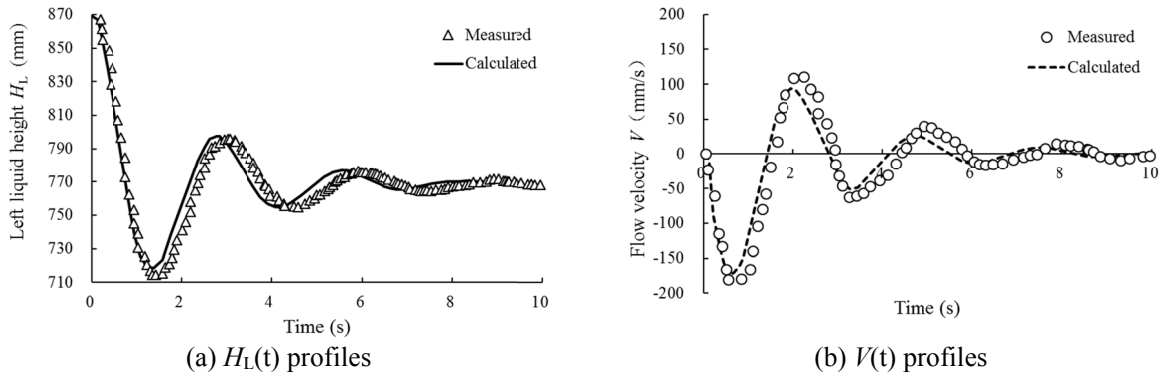 870
850
830
810
790
770
750
730
710
Left liquid height H_L (mm)
Measured
Calculated
0 2 4 6 8 10
Time (s)
(a) H_L(t) profiles
200
150
100
50
0
-50
-100
-150
-200
Flow velocity V (mm/s)
Measured
Calculated
0 2 4 6 8 10
Time (s)
(b) V(t) profiles